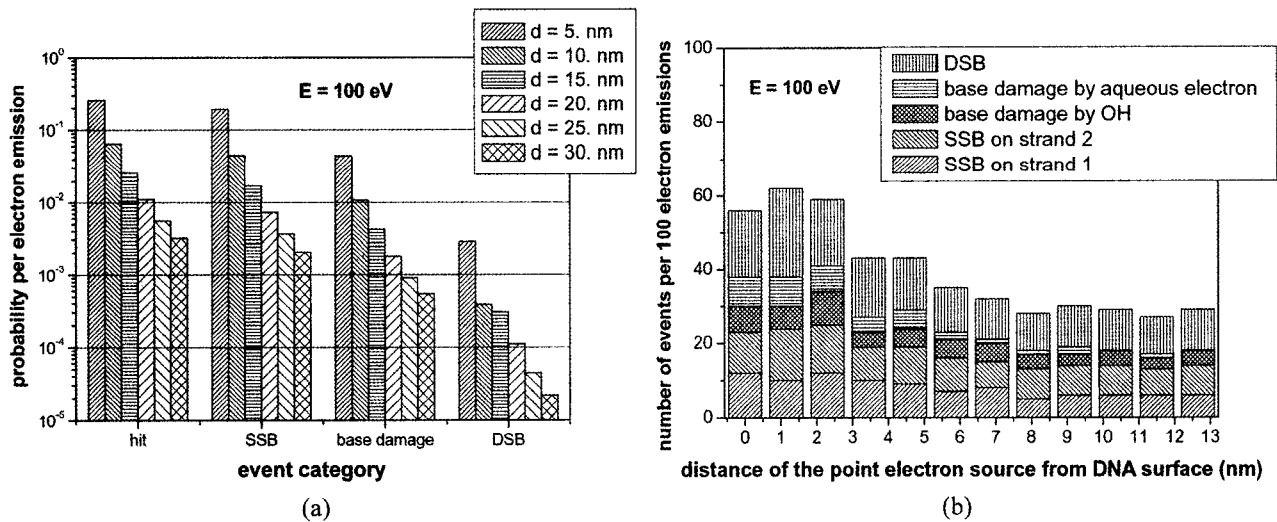 d = 5. nm
d = 10. nm
d = 15. nm
d = 20. nm
d = 25. nm
d = 30. nm
E = 100 eV
10⁰
10⁻¹
10⁻²
10⁻³
10⁻⁴
10⁻⁵
probability per electron emission
hit
SSB
base damage
DSB
event category
(a)
DSB
base damage by aqueous electron
base damage by OH
SSB on strand 2
SSB on strand 1
E = 100 eV
100
80
60
40
20
0
number of events per 100 electron emissions
0 1 2 3 4 5 6 7 8 9 10 11 12 13
distance of the point electron source from DNA surface (nm)
(b)